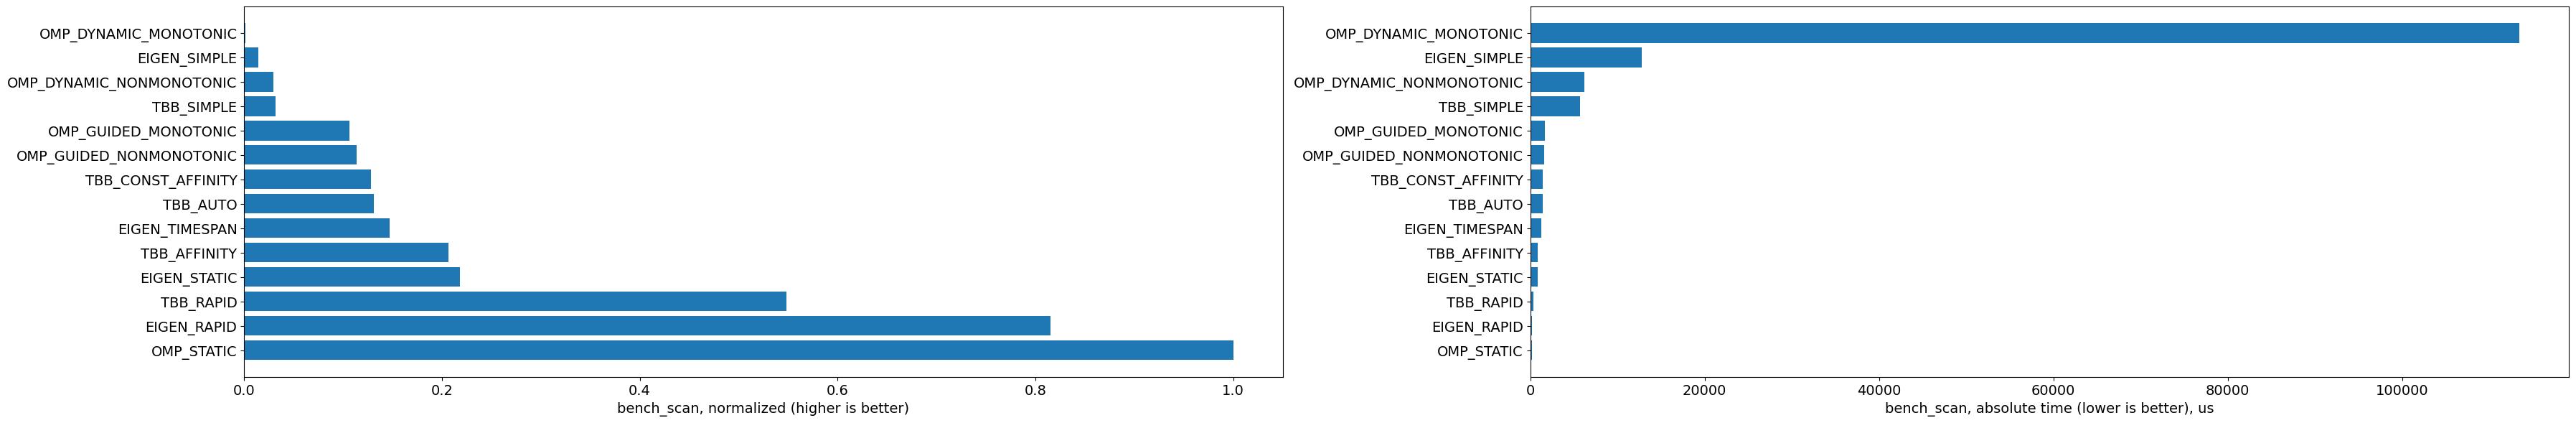 OMP_DYNAMIC_MONOTONIC
EIGEN_SIMPLE
OMP_DYNAMIC_NONMONOTONIC
TBB_SIMPLE
OMP_GUIDED_MONOTONIC
OMP_GUIDED_NONMONOTONIC
TBB_CONST_AFFINITY
TBB_AUTO
EIGEN_TIMESPAN
TBB_AFFINITY
EIGEN_STATIC
TBB_RAPID
EIGEN_RAPID
OMP_STATIC
0.0 0.2 0.4 0.6 0.8 1.0
bench_scan, normalized (higher is better)
OMP_DYNAMIC_MONOTONIC
EIGEN_SIMPLE
OMP_DYNAMIC_NONMONOTONIC
TBB_SIMPLE
OMP_GUIDED_MONOTONIC
OMP_GUIDED_NONMONOTONIC
TBB_CONST_AFFINITY
TBB_AUTO
EIGEN_TIMESPAN
TBB_AFFINITY
EIGEN_STATIC
TBB_RAPID
EIGEN_RAPID
OMP_STATIC
0 20000 40000 60000 80000 100000
bench_scan, absolute time (lower is better), us